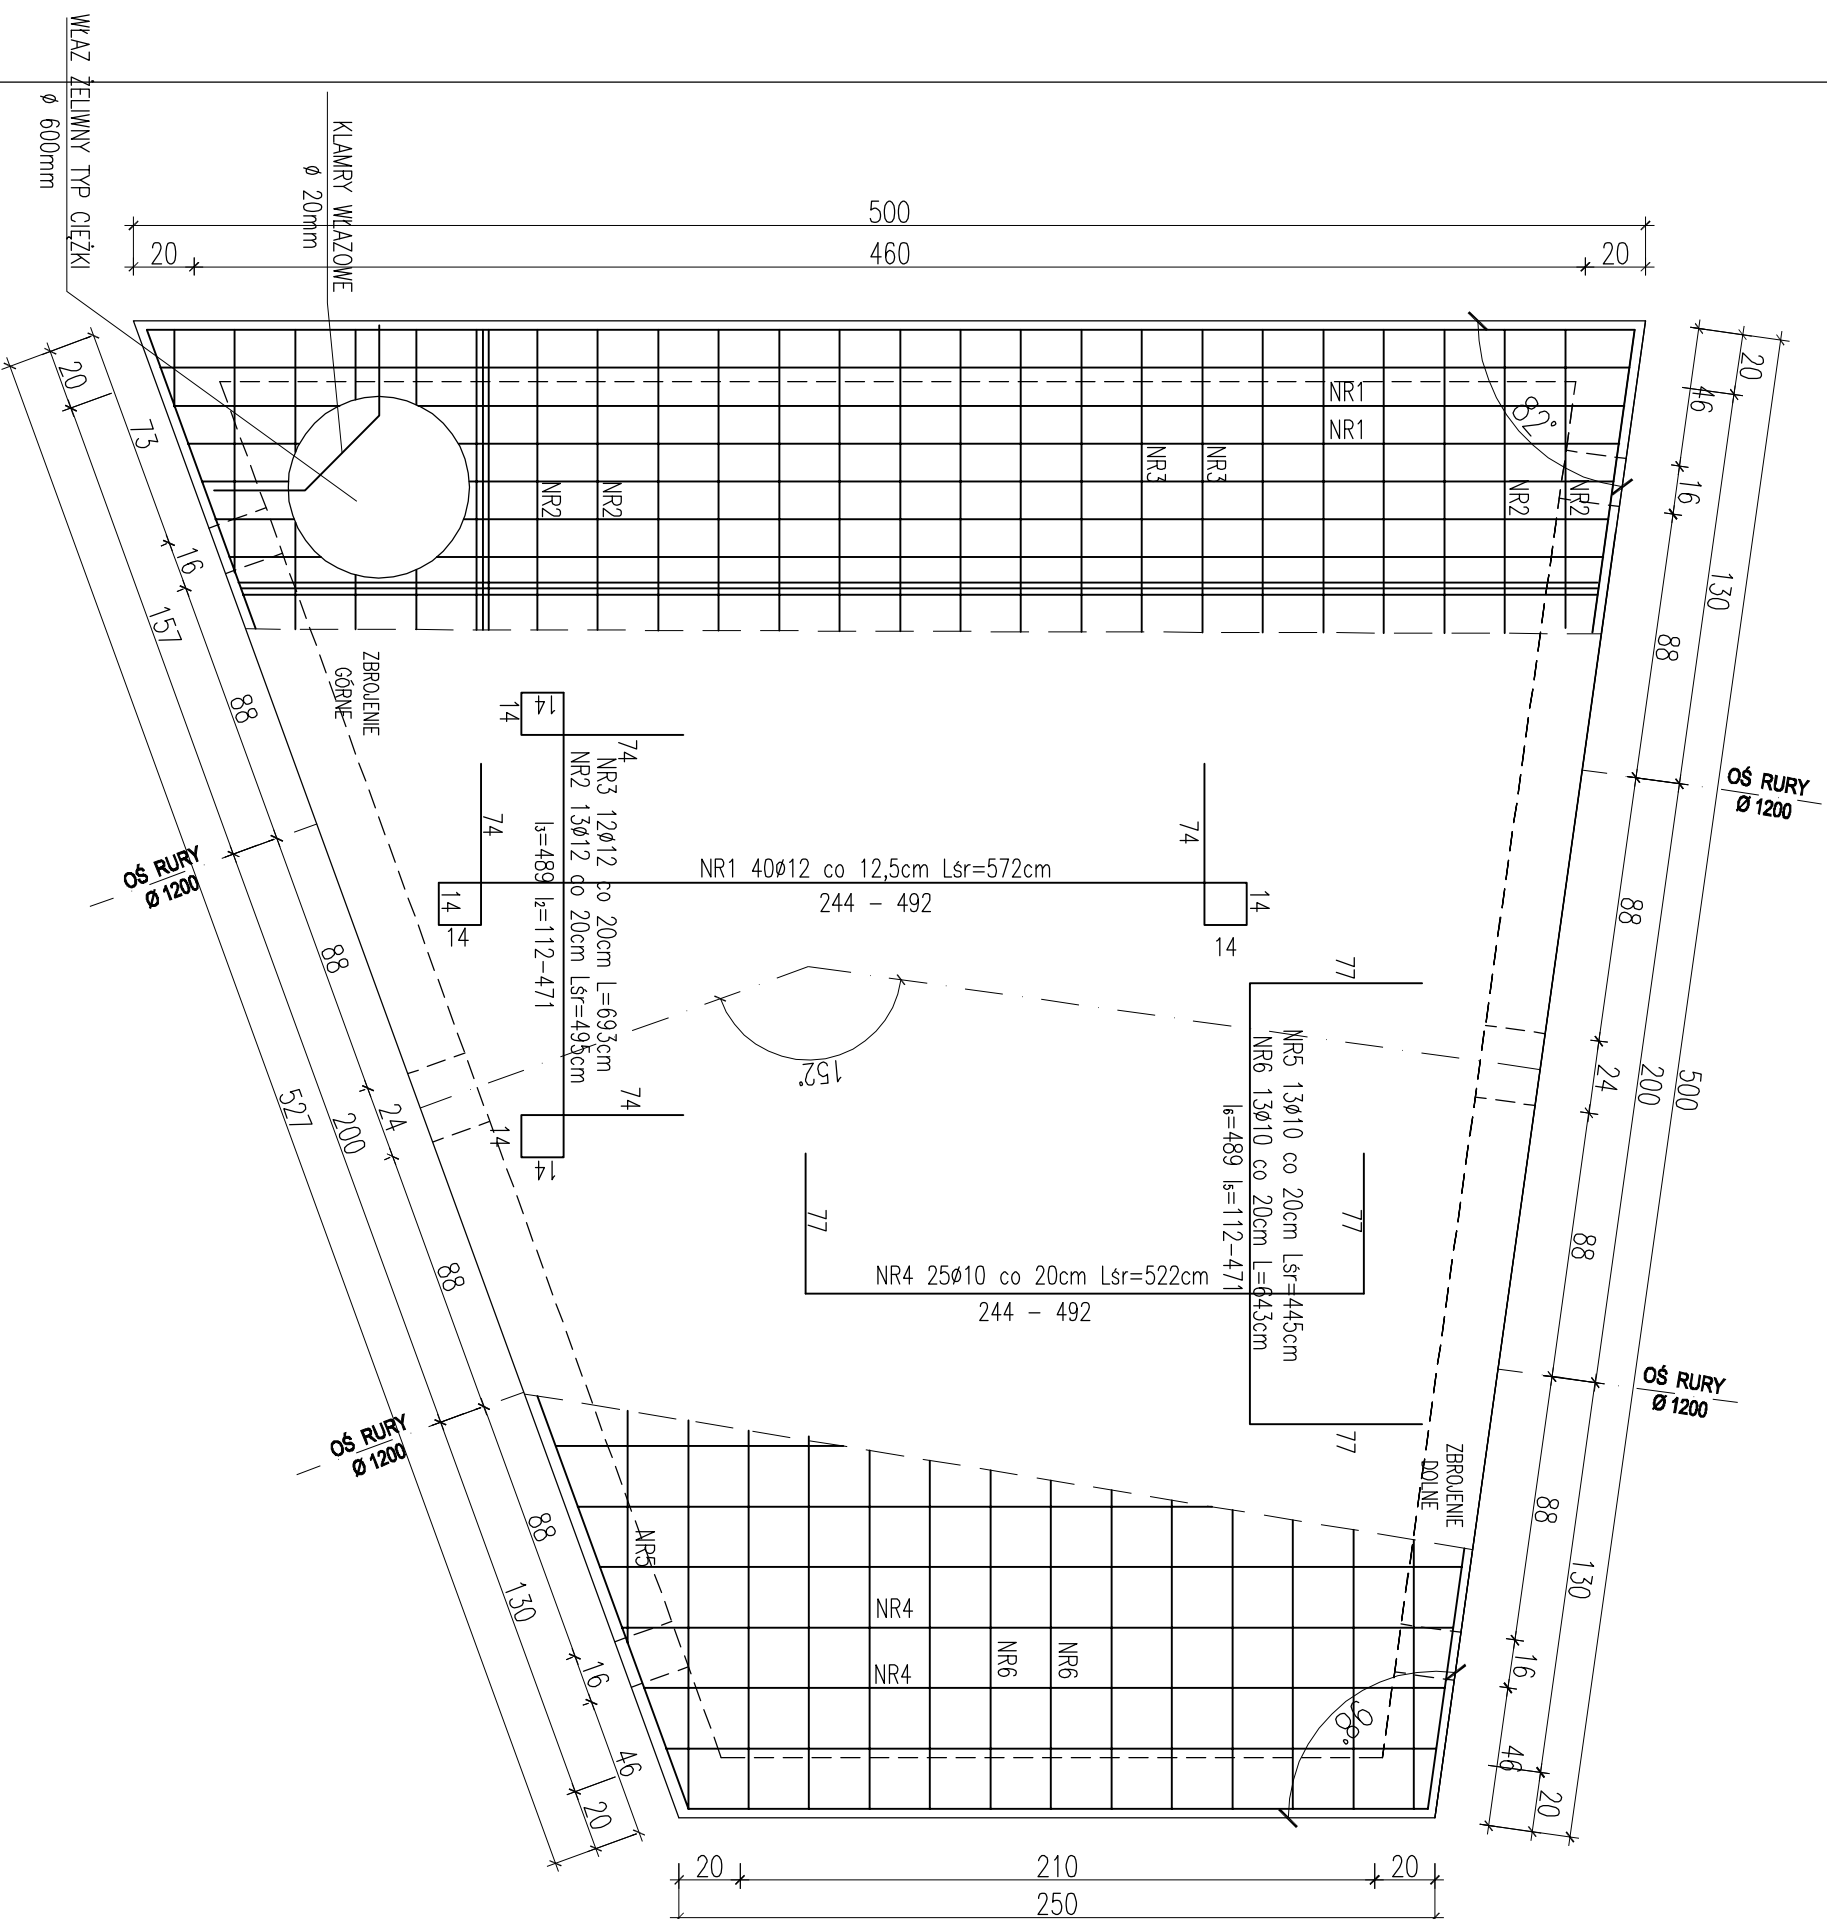 WŁAZ ŻELIWNY TYP CIĘŻKI
ø 600mm
KLAMRY WŁAZOWE
ø 20mm
500
20
460
20
20
46
16
130
88
OŚ RURY
Ø 1200
88
24
200
500
88
OŚ RURY
Ø 1200
88
130
16
46
20
82°
NR1
NR1
NR3
NR3
NR2
NR2
NR2
NR2
20
73
16
157
88
OŚ RURY
Ø 1200
88
24
200
527
88
OŚ RURY
Ø 1200
88
130
16
46
20
ZBROJENIE
GÓRNE
14
14
74
NR3 12ø12 co 20cm L=693cm
NR2 13ø12 co 20cm Lśr=495cm
l₃=489 l₂=112-471
74
14
14
74
74
NR1 40ø12 co 12,5cm Lśr=572cm
244 - 492
14
14
14
14
152°
77
NR5 13ø10 co 20cm Lśr=445cm
NR6 13ø10 co 20cm L=643cm
l₆=489 l₅=112-471
77
77
77
NR4 25ø10 co 20cm Lśr=522cm
244 - 492
ZBROJENIE
DOLNE
NR5
NR4
NR4
NR6
NR6
98°
20
210
20
250